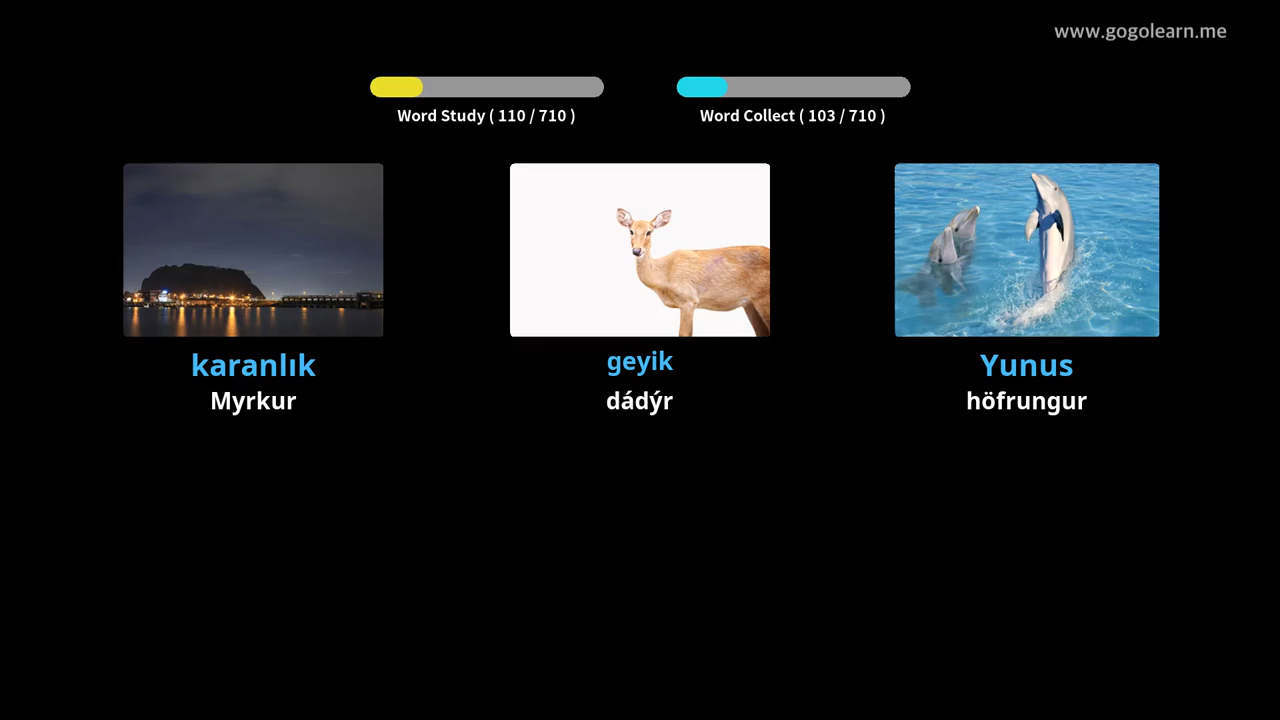 www.gogolearn.me
Word Study ( 110 / 710 )
Word Collect ( 103 / 710 )
karanlık
Myrkur
geyik
dádýr
Yunus
höfrungur